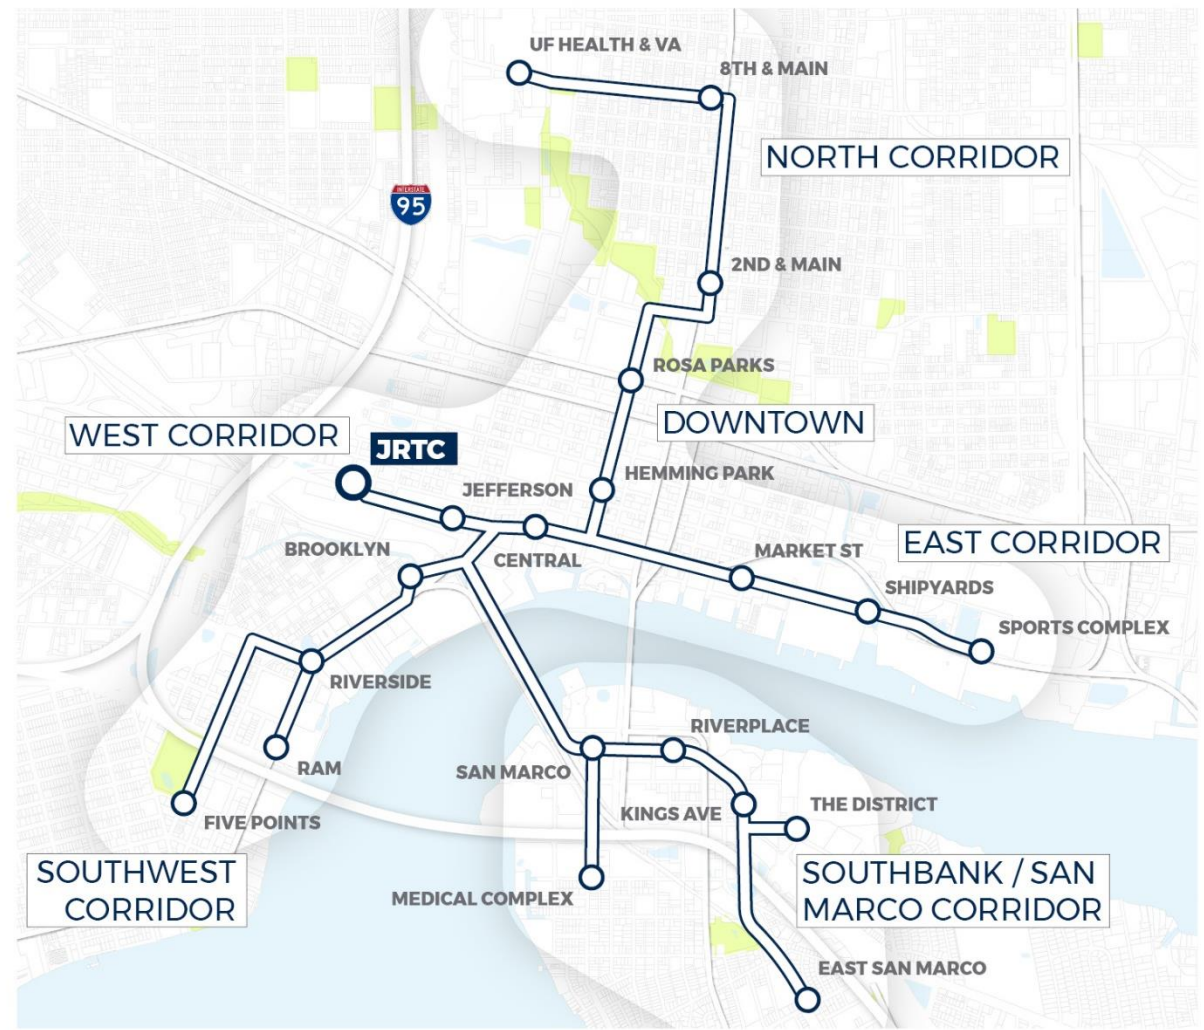 UF HEALTH & VA
8TH & MAIN
NORTH CORRIDOR
INTERSTATE
95
2ND & MAIN
ROSA PARKS
DOWNTOWN
WEST CORRIDOR
JRTC
HEMMING PARK
JEFFERSON
BROOKLYN
CENTRAL
MARKET ST
EAST CORRIDOR
SHIPYARDS
SPORTS COMPLEX
RIVERSIDE
RIVERPLACE
RAM
SAN MARCO
KINGS AVE
THE DISTRICT
FIVE POINTS
SOUTHWEST
CORRIDOR
MEDICAL COMPLEX
SOUTHBANK / SAN
MARCO CORRIDOR
EAST SAN MARCO